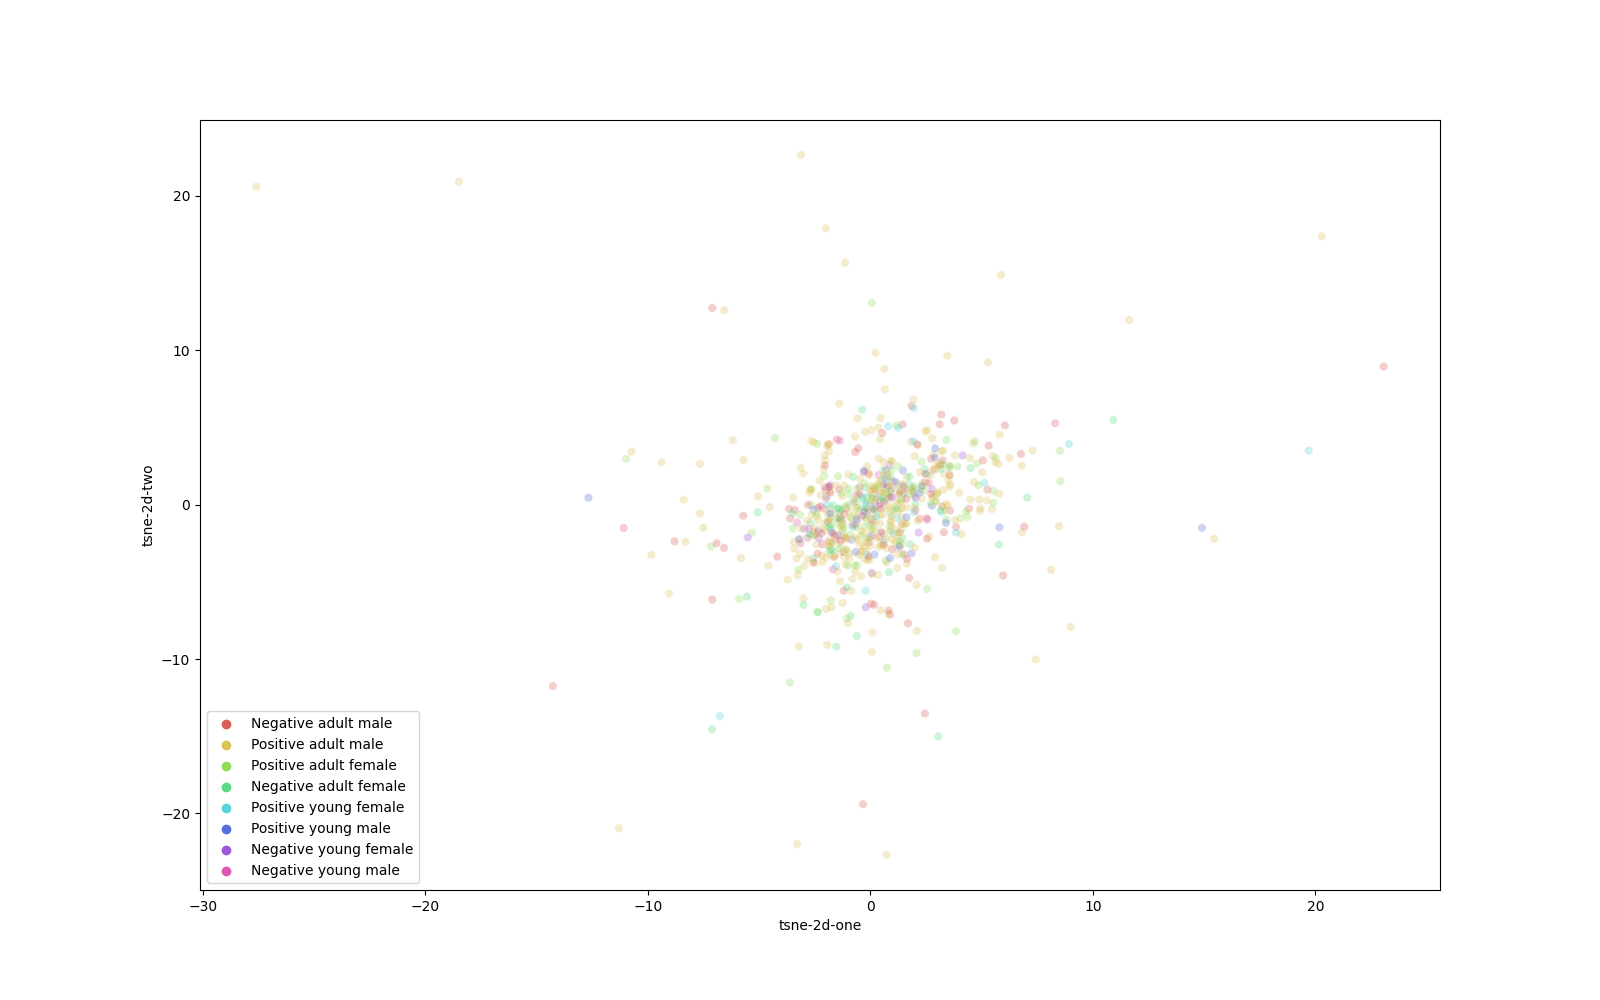 tsne-2d-two
20
10
0
−10
−20
Negative adult male
Positive adult male
Positive adult female
Negative adult female
Positive young female
Positive young male
Negative young female
Negative young male
−30
−20
−10
0
10
20
tsne-2d-one